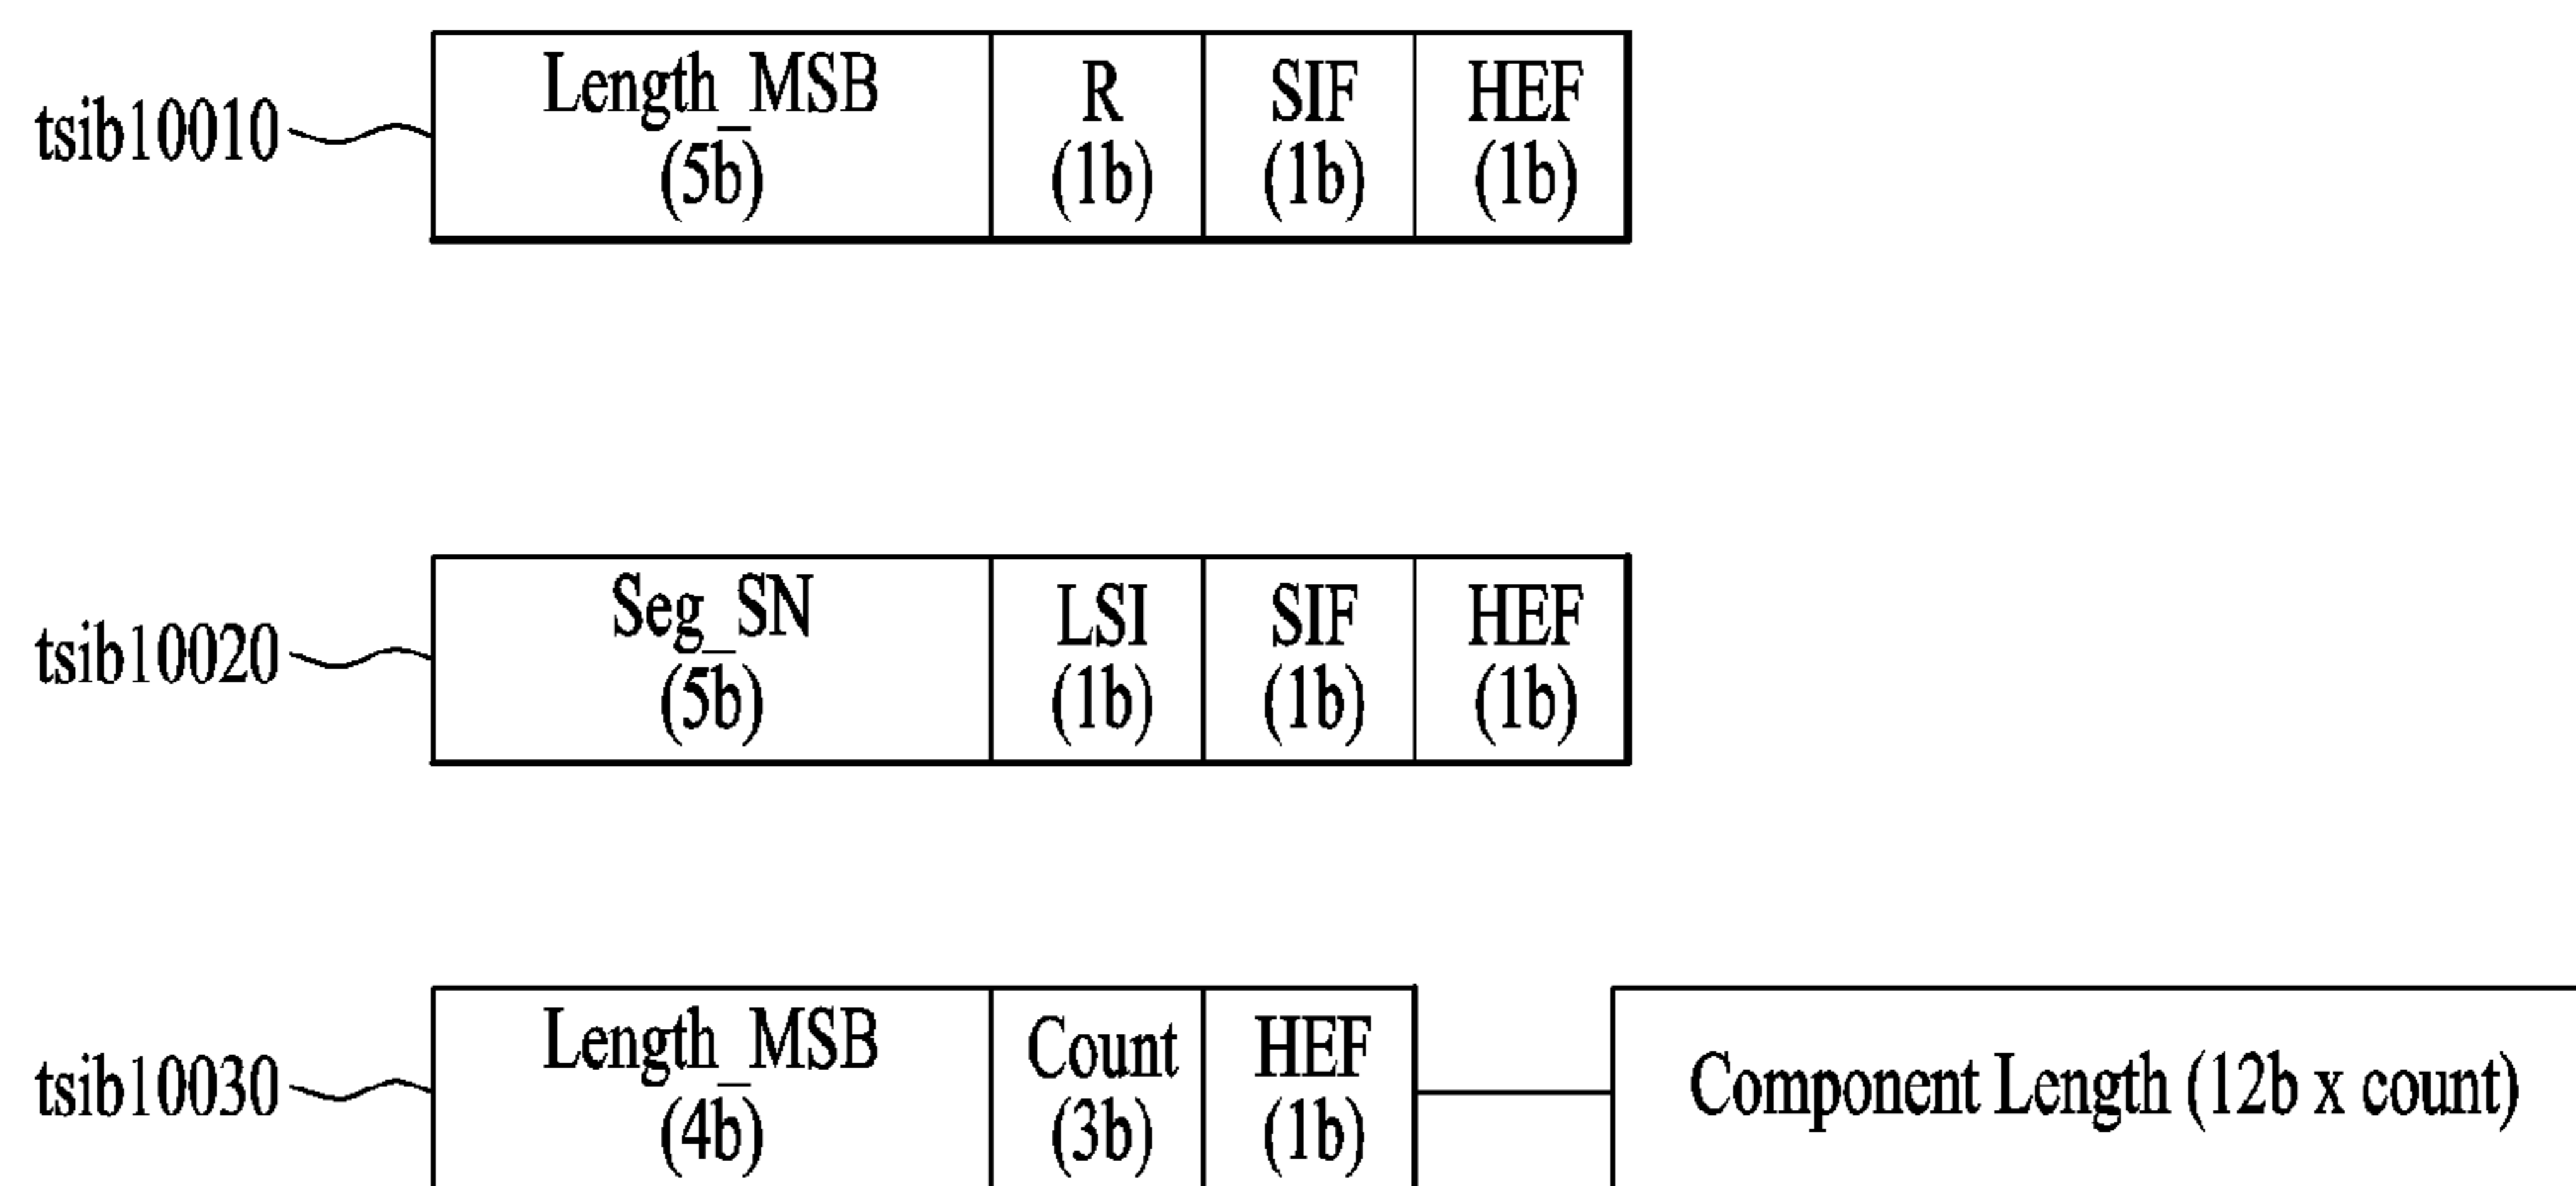 tsib10010
Length_MSB
(5b)
R
(1b)
SIF
(1b)
HEF
(1b)
tsib10020
Seg_SN
(5b)
LSI
(1b)
SIF
(1b)
HEF
(1b)
tsib10030
Length_MSB
(4b)
Count
(3b)
HEF
(1b)
Component Length (12b x count)